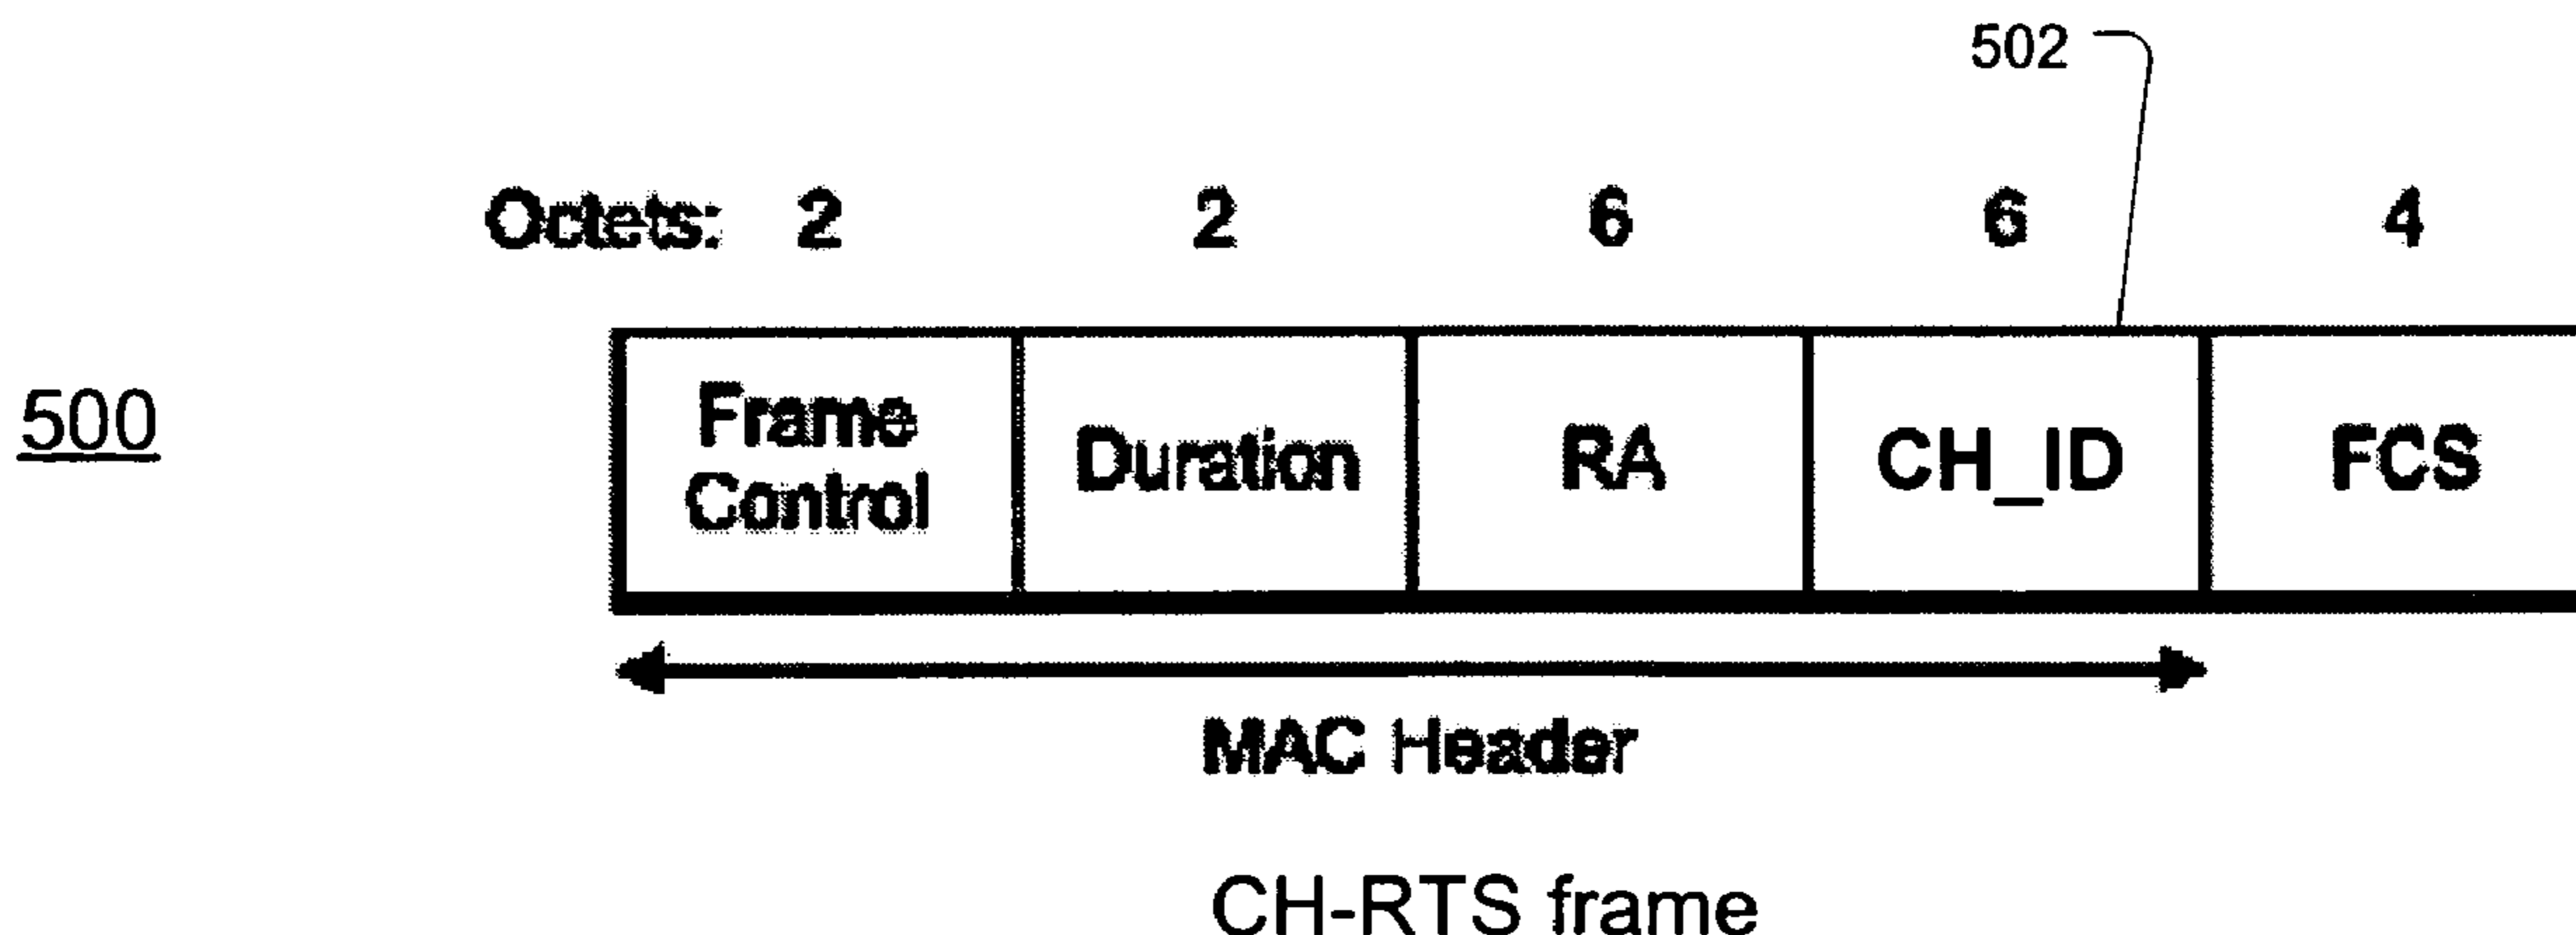 502
Octets: 2 2 6 6 4
500
Frame Control Duration RA CH_ID FCS
MAC Header
CH-RTS frame